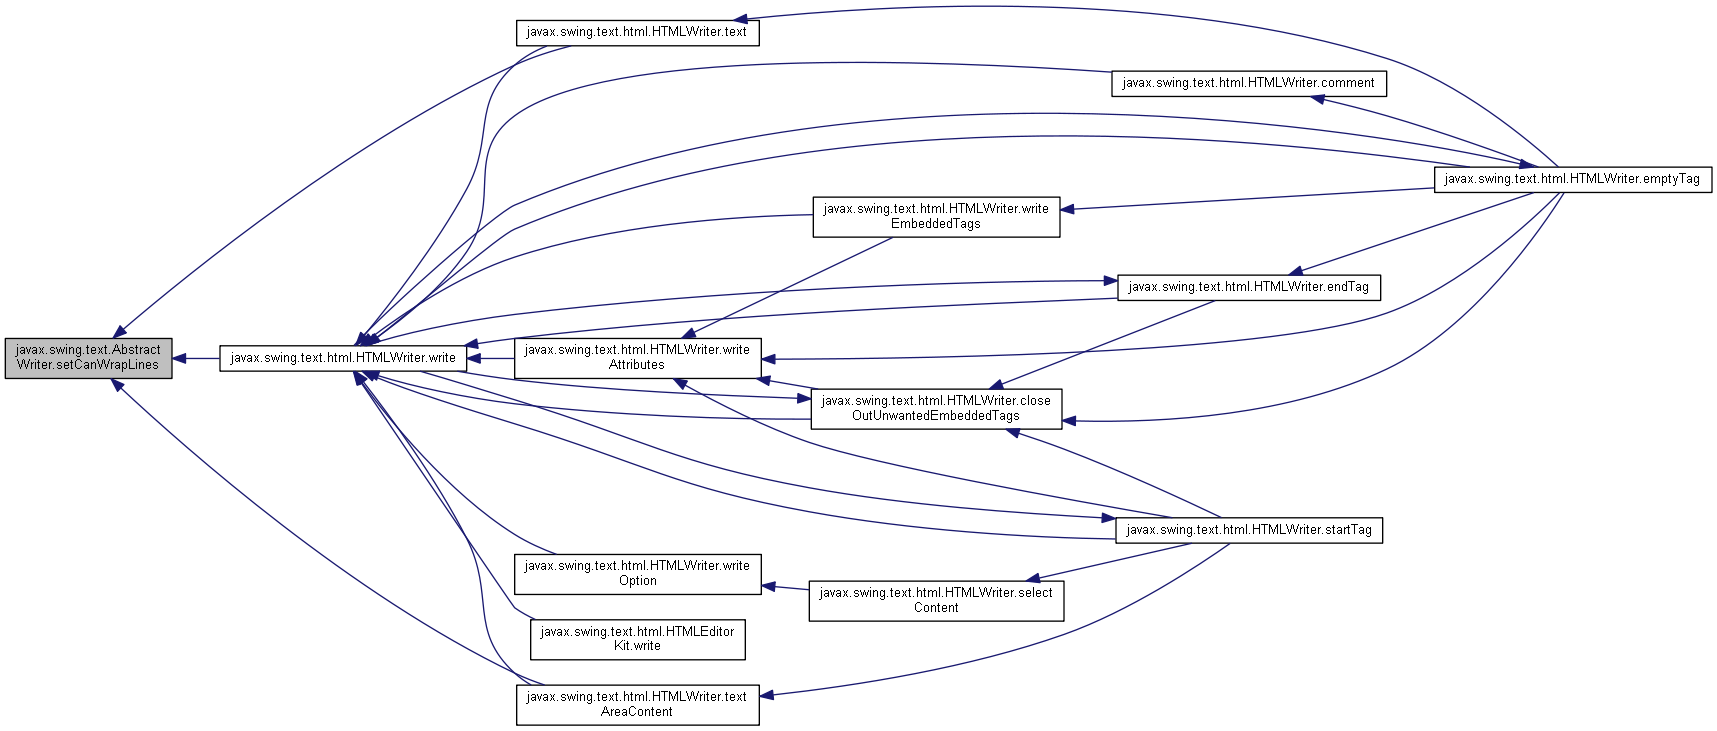 javax.swing.text.html.HTMLWriter.text
javax.swing.text.html.HTMLWriter.comment
javax.swing.text.html.HTMLWriter.emptyTag
javax.swing.text.html.HTMLWriter.write
EmbeddedTags
javax.swing.text.html.HTMLWriter.endTag
javax.swing.text.Abstract
Writer.setCanWrapLines
javax.swing.text.html.HTMLWriter.write
javax.swing.text.html.HTMLWriter.write
Attributes
javax.swing.text.html.HTMLWriter.close
OutUnwantedEmbeddedTags
javax.swing.text.html.HTMLWriter.startTag
javax.swing.text.html.HTMLWriter.write
Option
javax.swing.text.html.HTMLWriter.select
Content
javax.swing.text.html.HTMLEditor
Kit.write
javax.swing.text.html.HTMLWriter.text
AreaContent